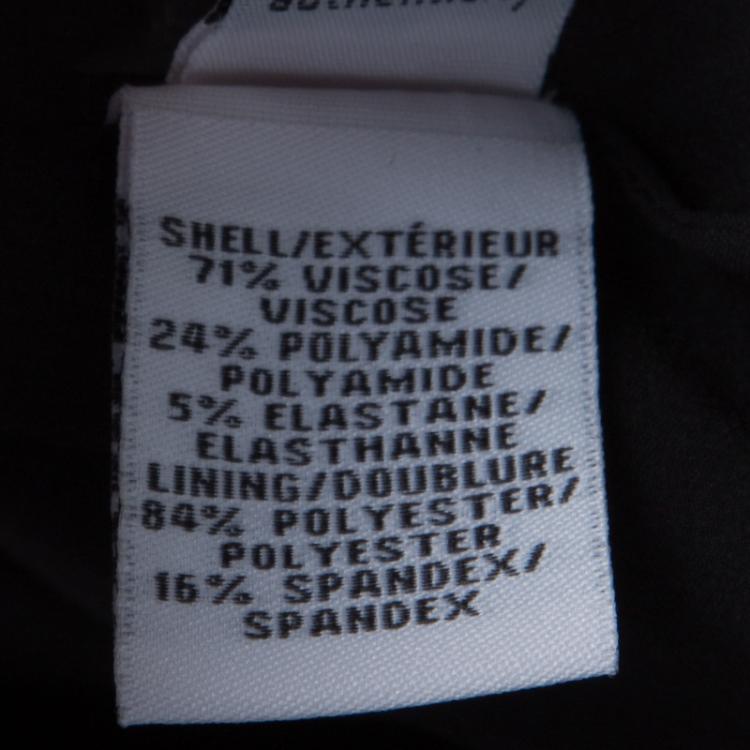 authenticity
SHELL/EXTÉRIEUR
71% VISCOSE/
VISCOSE
24% POLYAMIDE/
POLYAMIDE
5% ELASTANE/
ELASTHANNE
LINING/DOUBLURE
84% POLYESTER/
POLYESTER
16% SPANDEX/
SPANDEX